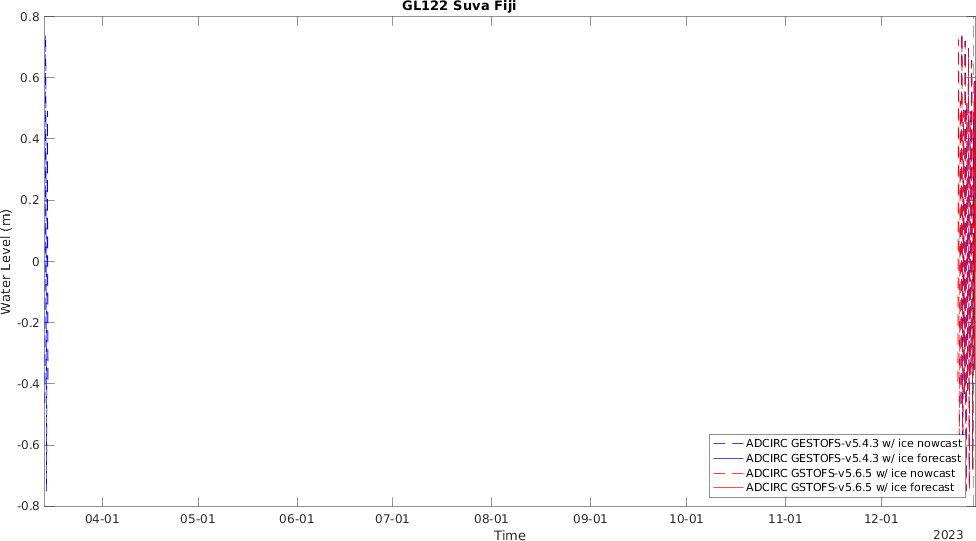 GL122 Suva Fiji
0.8
0.6
0.4
0.2
0
-0.2
-0.4
-0.6
-0.8
Water Level (m)
ADCIRC GESTOFS-v5.4.3 w/ ice nowcast
ADCIRC GESTOFS-v5.4.3 w/ ice forecast
ADCIRC GSTOFS-v5.6.5 w/ ice nowcast
ADCIRC GSTOFS-v5.6.5 w/ ice forecast
04-01 05-01 06-01 07-01 08-01 09-01 10-01 11-01 12-01
Time
2023